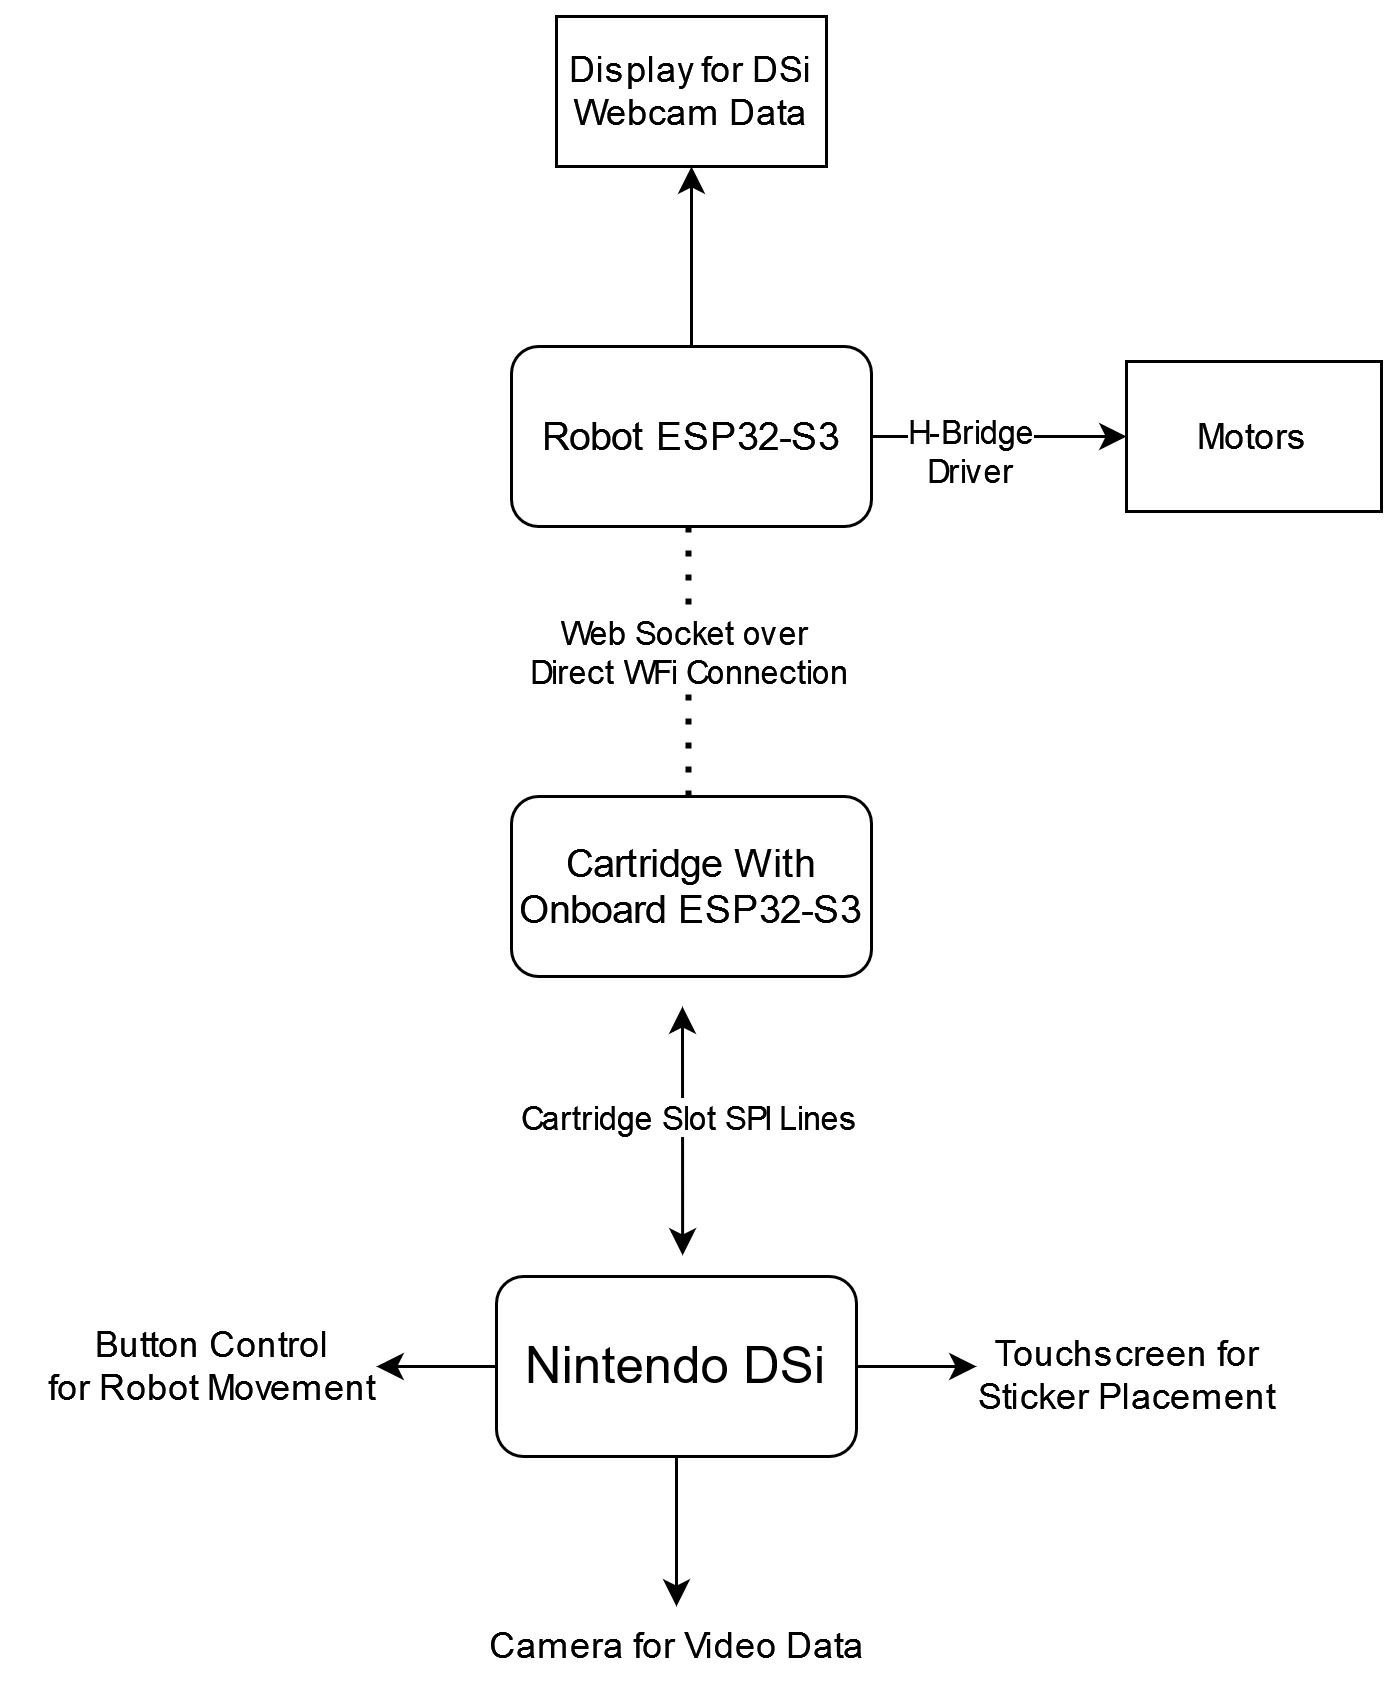 Display for DSi
Webcam Data
Robot ESP32-S3
H-Bridge
Driver
Motors
Web Socket over
Direct WiFi Connection
Cartridge With
Onboard ESP32-S3
Cartridge Slot SPI Lines
Button Control
for Robot Movement
Nintendo DSi
Touchscreen for
Sticker Placement
Camera for Video Data